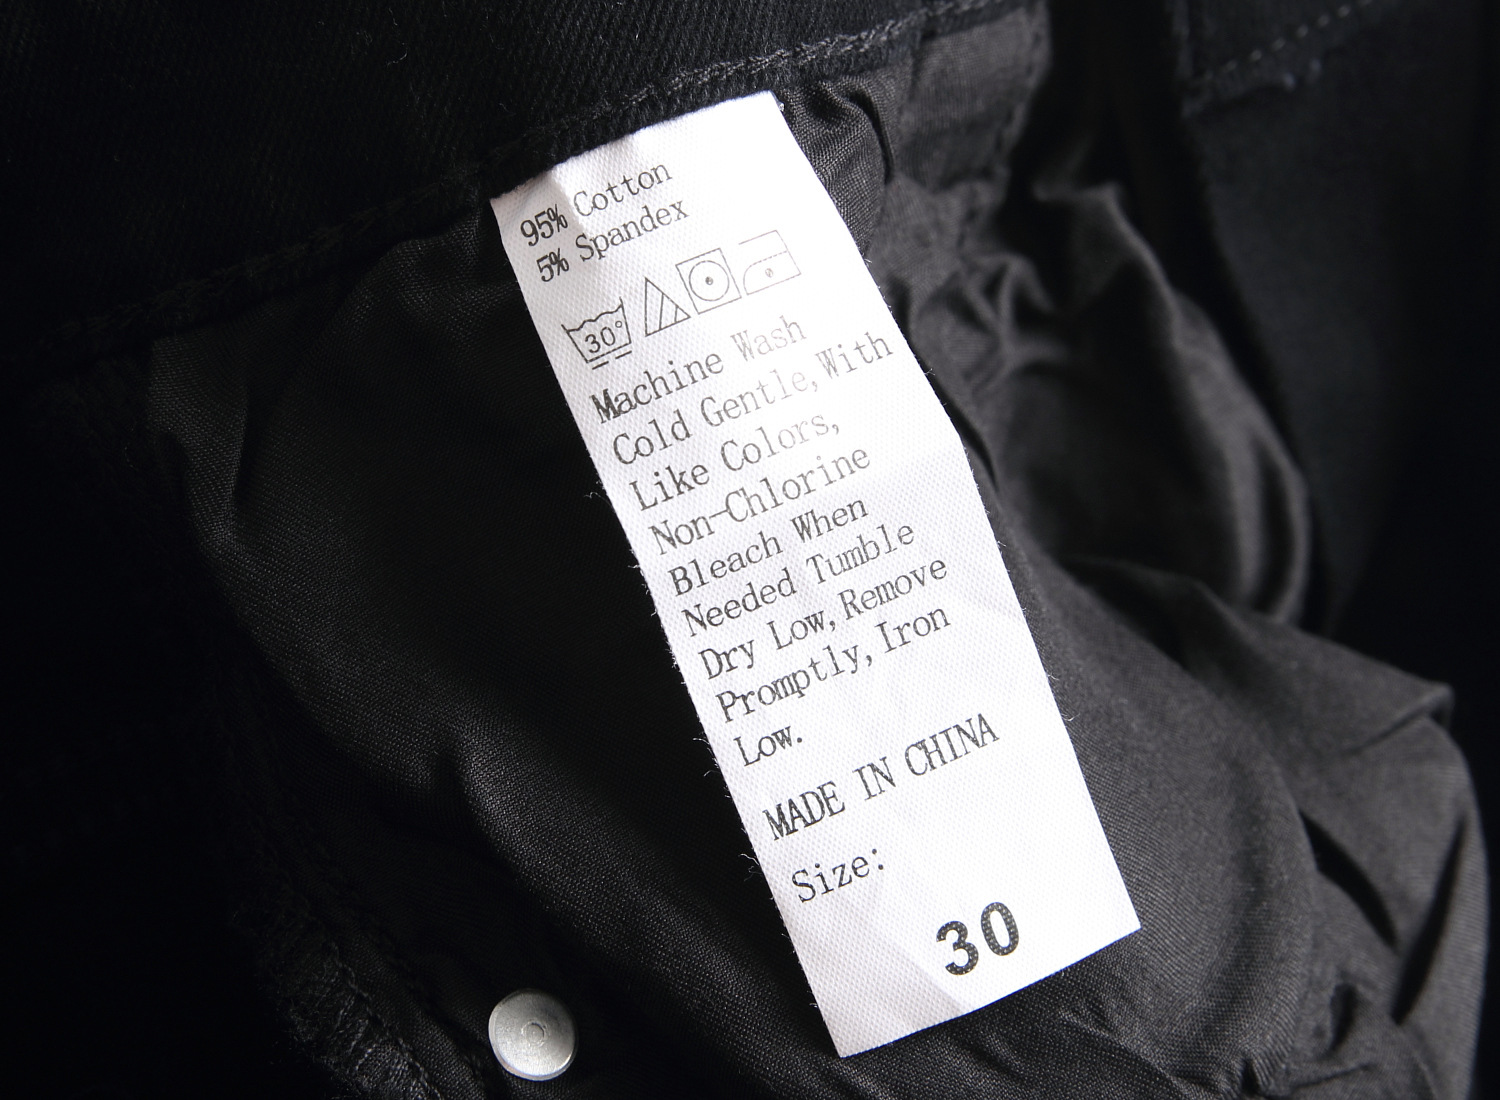 95% Cotton
5% Spandex
30°
Machine Wash
Cold Gentle, With
Like Colors,
Non-Chlorine
Bleach When
Needed Tumble
Dry Low, Remove
Promptly, Iron
Low.
MADE IN CHINA
Size:
30